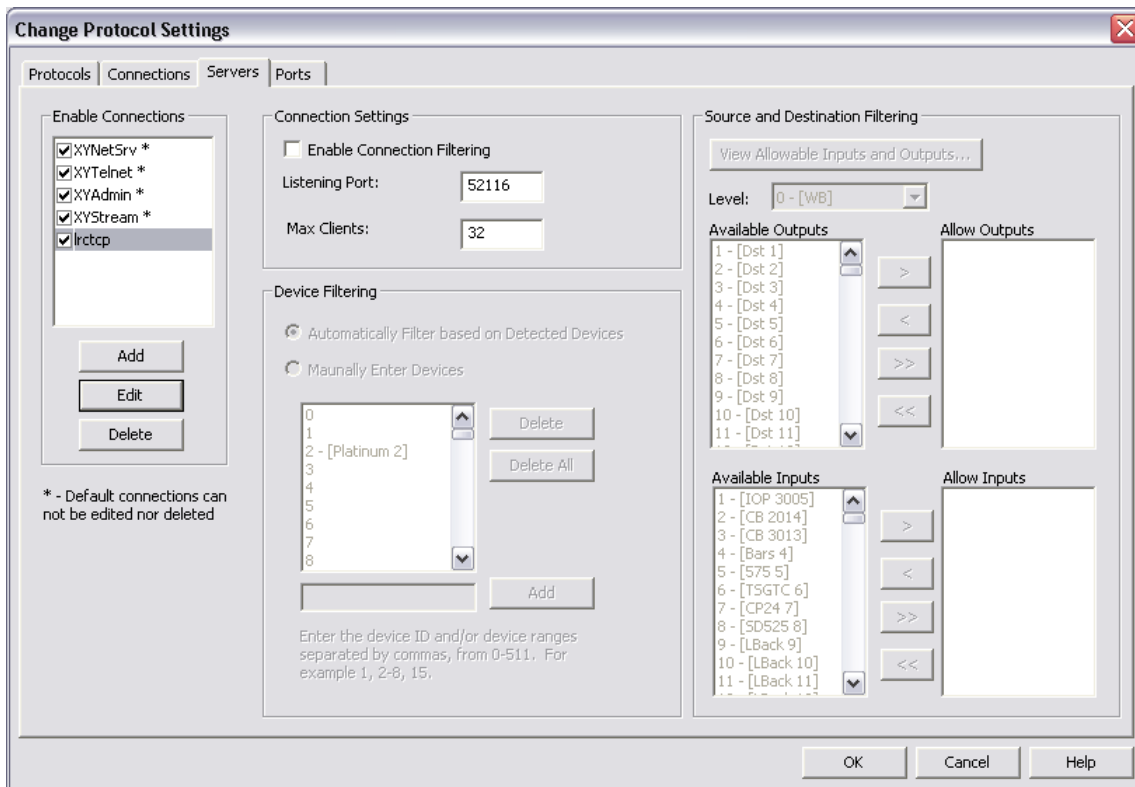 Change Protocol Settings
Protocols
Connections
Servers
Ports
Enable Connections
XYNetSrv *
XYTelnet *
XYAdmin *
XYStream *
lrctcp
Add
Edit
Delete
* - Default connections can
not be edited nor deleted
Connection Settings
Enable Connection Filtering
Listening Port:
52116
Max Clients:
32
Device Filtering
Automatically Filter based on Detected Devices
Maunally Enter Devices
0
1
2 - [Platinum 2]
3
4
5
6
7
8
Delete
Delete All
Add
Enter the device ID and/or device ranges
separated by commas, from 0-511. For
example 1, 2-8, 15.
Source and Destination Filtering
View Allowable Inputs and Outputs...
Level:
0 - [WB]
Available Outputs
1 - [Dst 1]
2 - [Dst 2]
3 - [Dst 3]
4 - [Dst 4]
5 - [Dst 5]
6 - [Dst 6]
7 - [Dst 7]
8 - [Dst 8]
9 - [Dst 9]
10 - [Dst 10]
11 - [Dst 11]
>
<
>>
<<
Allow Outputs
Available Inputs
1 - [IOP 3005]
2 - [CB 2014]
3 - [CB 3013]
4 - [Bars 4]
5 - [575 5]
6 - [TSGTC 6]
7 - [CP24 7]
8 - [SD525 8]
9 - [LBack 9]
10 - [LBack 10]
11 - [LBack 11]
>
<
>>
<<
Allow Inputs
OK
Cancel
Help